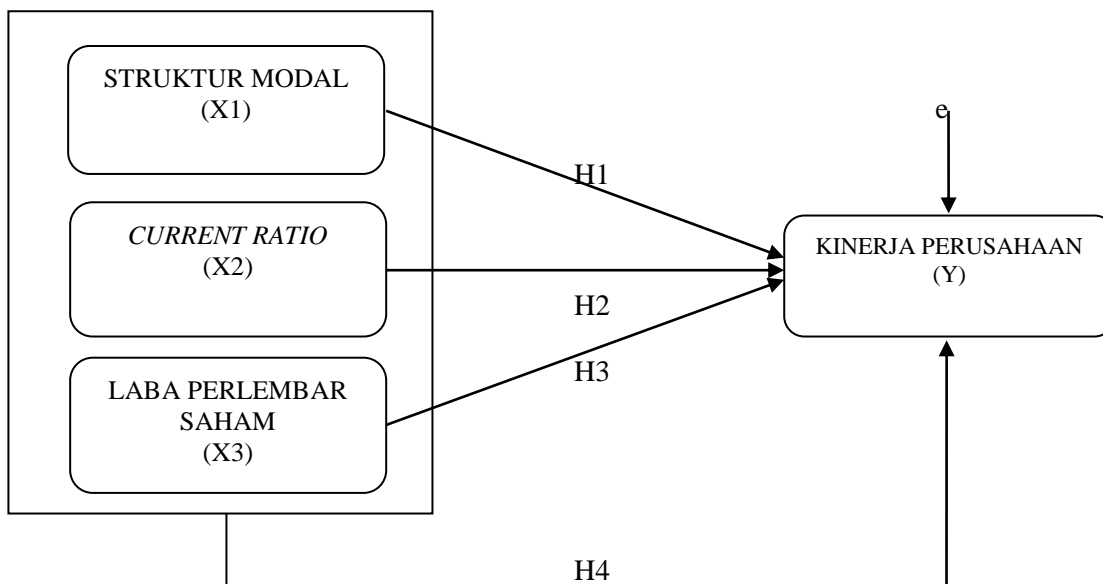 STRUKTUR MODAL
(X1)
CURRENT RATIO
(X2)
LABA PERLEMBAR
SAHAM
(X3)
H1
H2
H3
H4
e
KINERJA PERUSAHAAN
(Y)